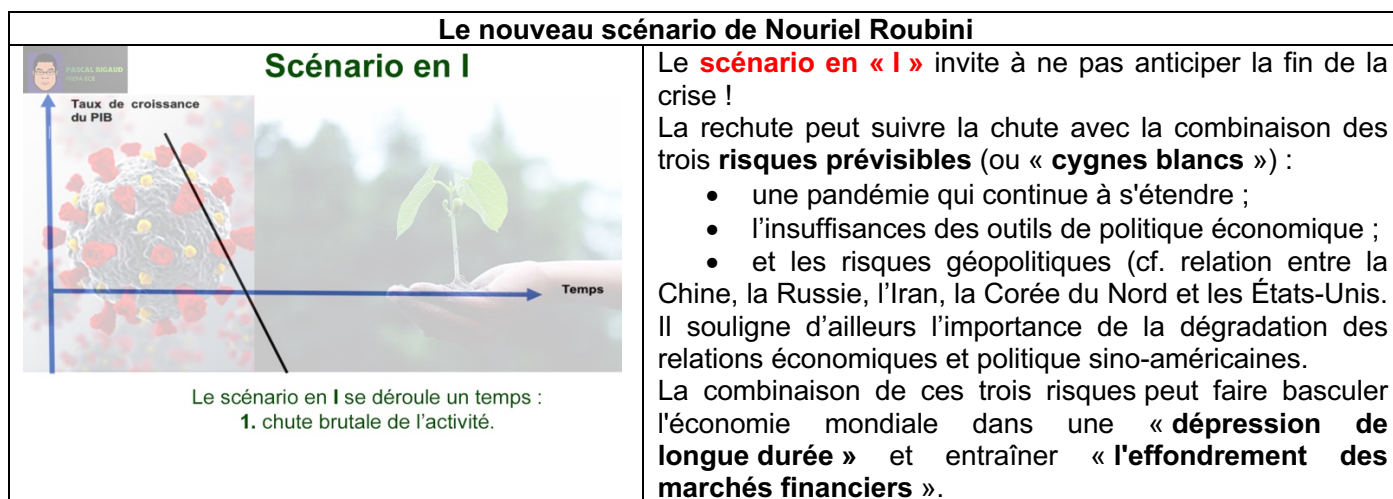 Le nouveau scénario de Nouriel Roubini
PASCAL RIGAUD
PREPA ECE
Scénario en I
Taux de croissance
du PIB
Temps
Le scénario en I se déroule un temps :
1. chute brutale de l'activité.
Le scénario en « I » invite à ne pas anticiper la fin de la
crise !
La rechute peut suivre la chute avec la combinaison des
trois risques prévisibles (ou « cygnes blancs ») :
• une pandémie qui continue à s'étendre ;
• l'insuffisances des outils de politique économique ;
• et les risques géopolitiques (cf. relation entre la
Chine, la Russie, l'Iran, la Corée du Nord et les États-Unis.
Il souligne d'ailleurs l'importance de la dégradation des
relations économiques et politique sino-américaines.
La combinaison de ces trois risques peut faire basculer
l'économie mondiale dans une « dépression de
longue durée » et entraîner « l'effondrement des
marchés financiers ».